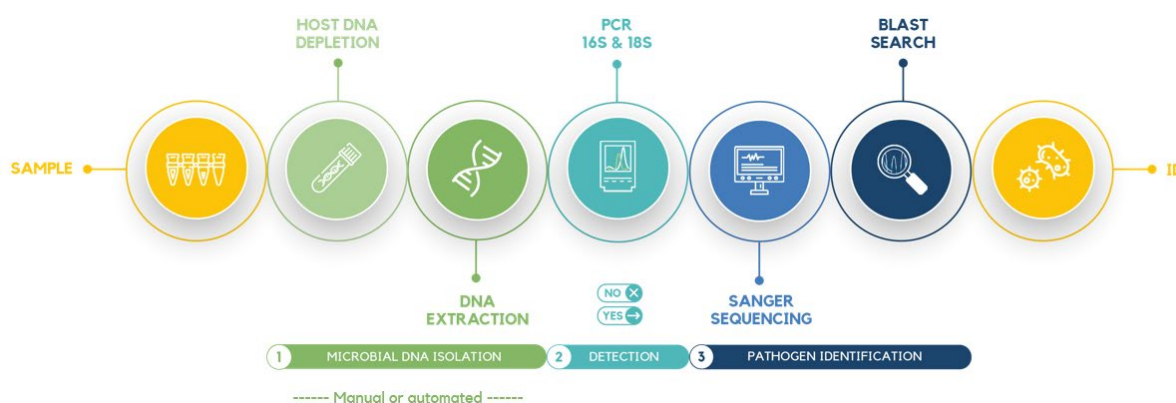 HOST DNA
DEPLETION
PCR
16S & 18S
BLAST
SEARCH
SAMPLE
DNA
EXTRACTION
NO
YES
SANGER
SEQUENCING
1 MICROBIAL DNA ISOLATION
2 DETECTION
3 PATHOGEN IDENTIFICATION
------ Manual or automated ------